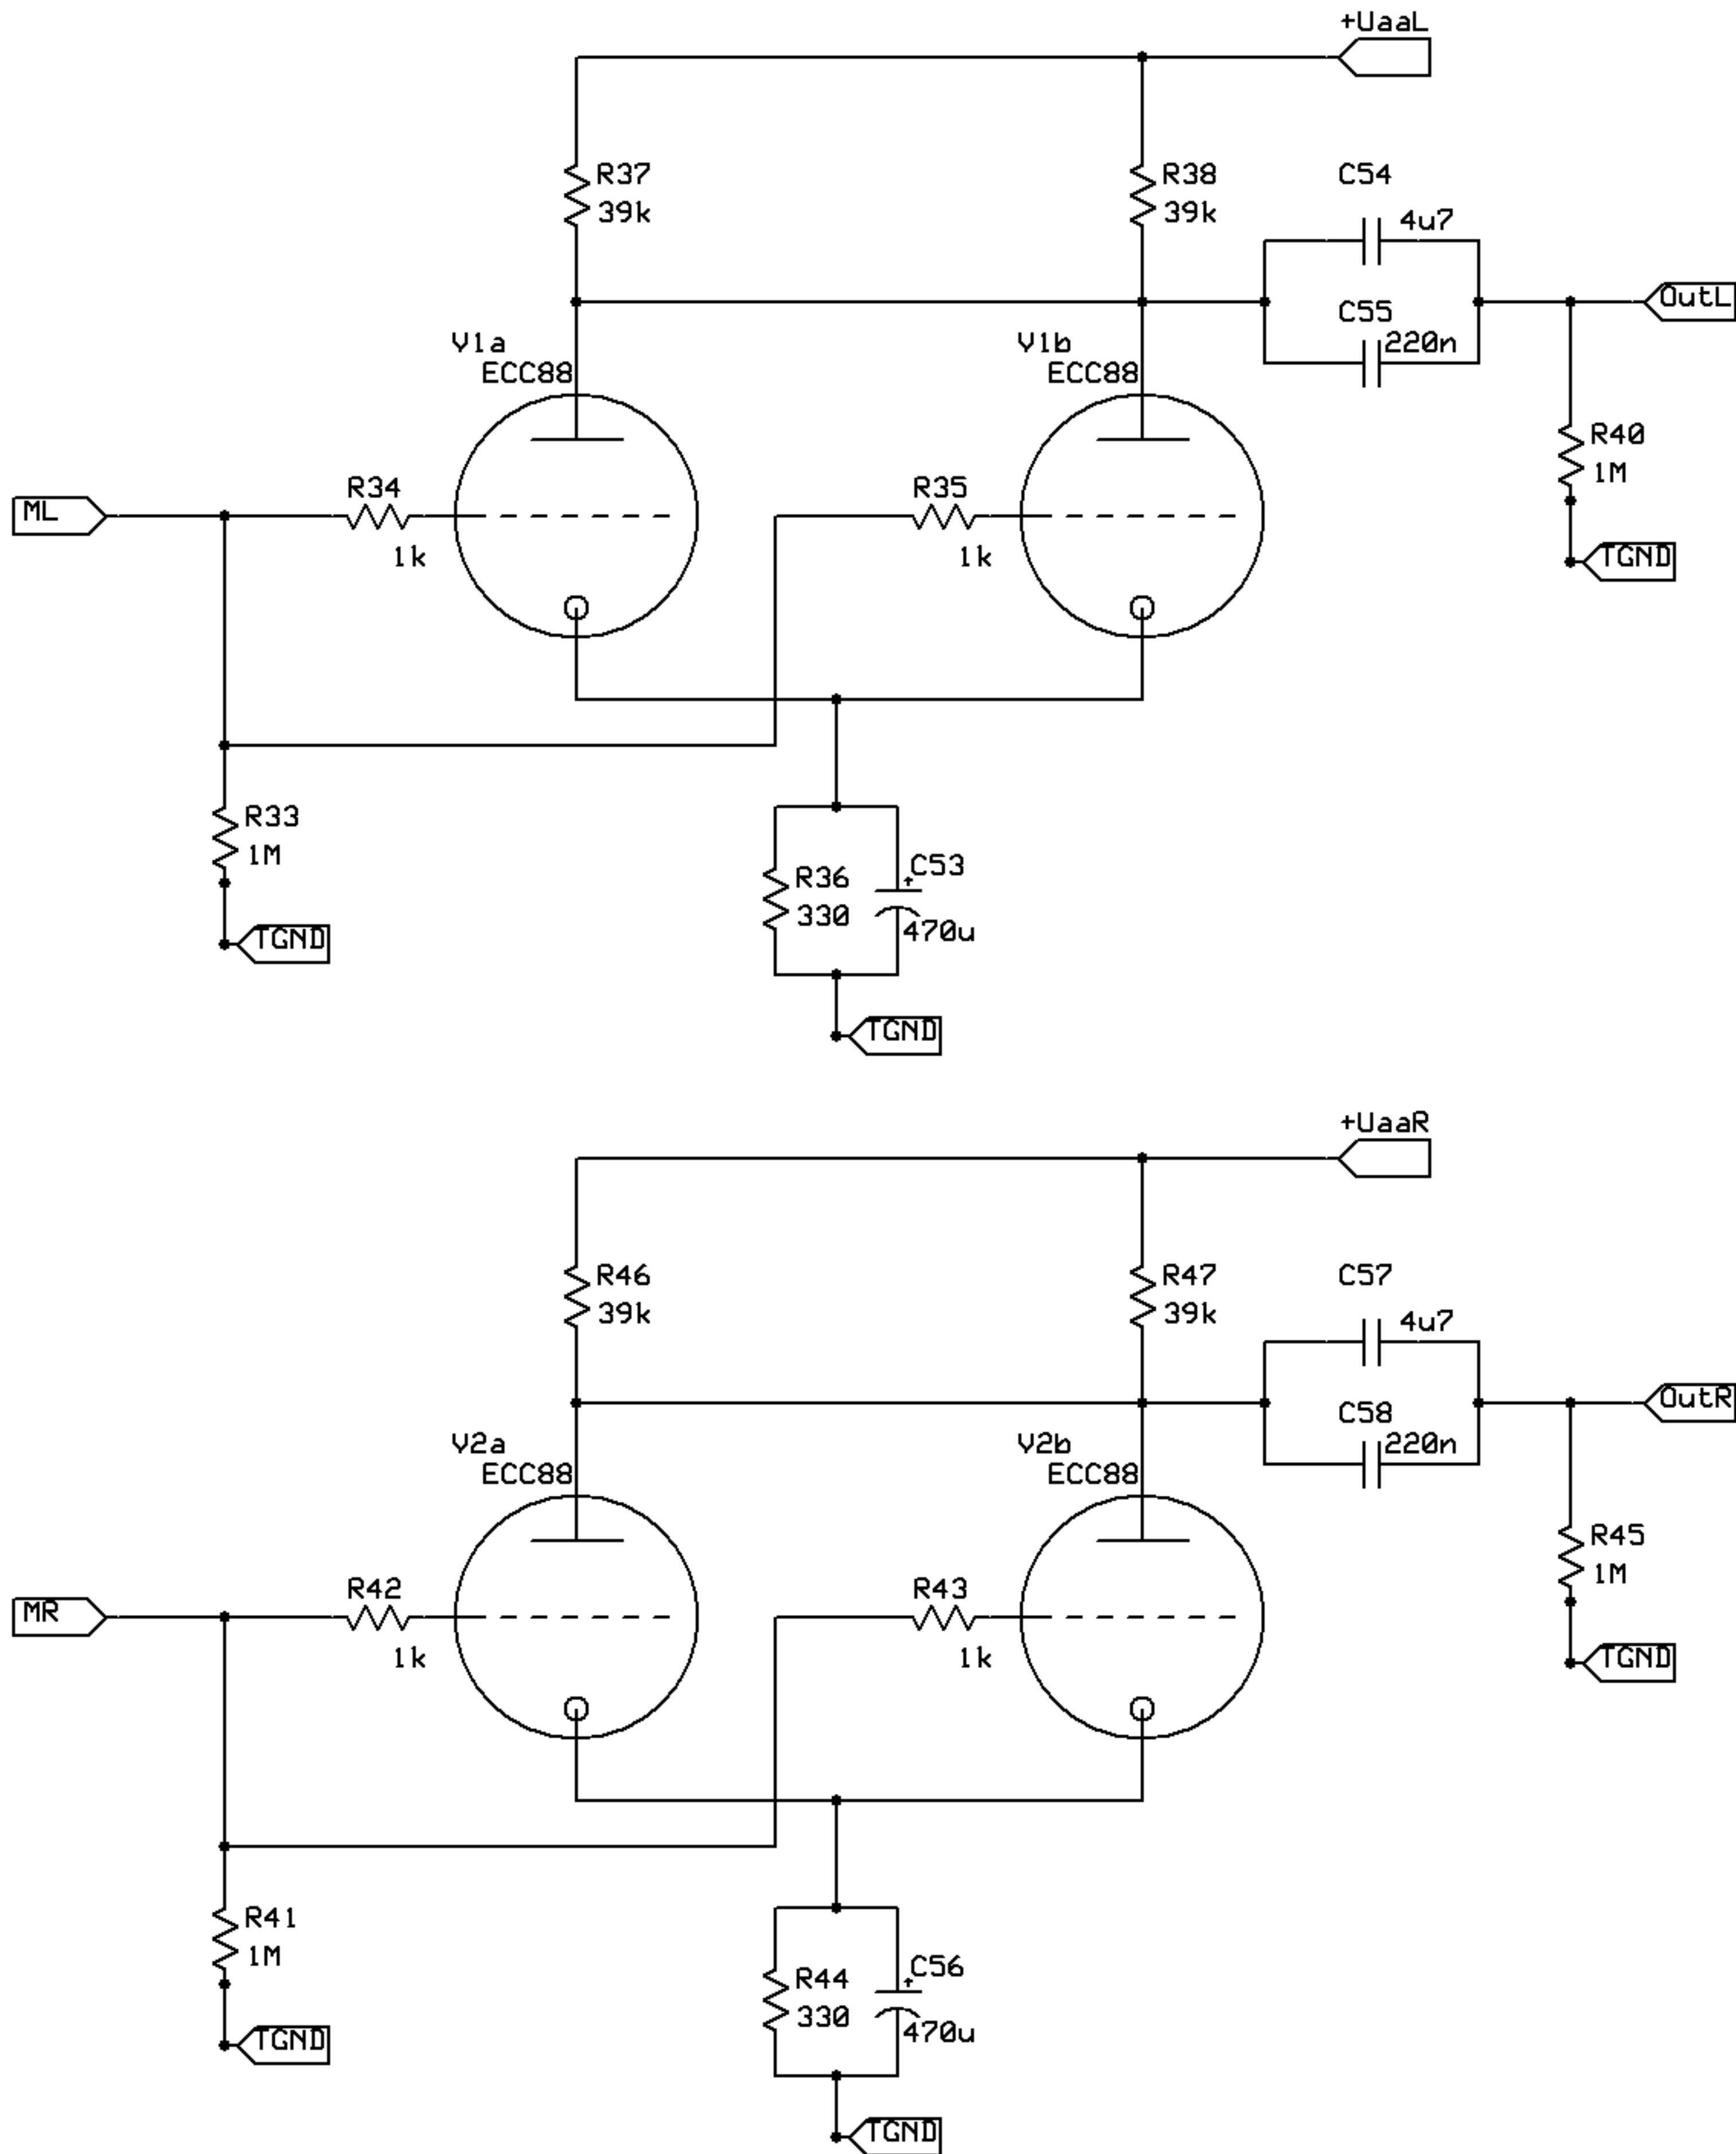 +UaaL
R37
39k
R38
39k
C54
4u7
C55
220n
OutL
V1a
ECC88
V1b
ECC88
R40
1M
TGND
ML
R34
1k
R35
1k
R33
1M
TGND
R36
330
C53
+
470u
TGND
+UaaR
R46
39k
R47
39k
C57
4u7
C58
220n
OutR
V2a
ECC88
V2b
ECC88
R45
1M
TGND
MR
R42
1k
R43
1k
R41
1M
TGND
R44
330
C56
+
470u
TGND